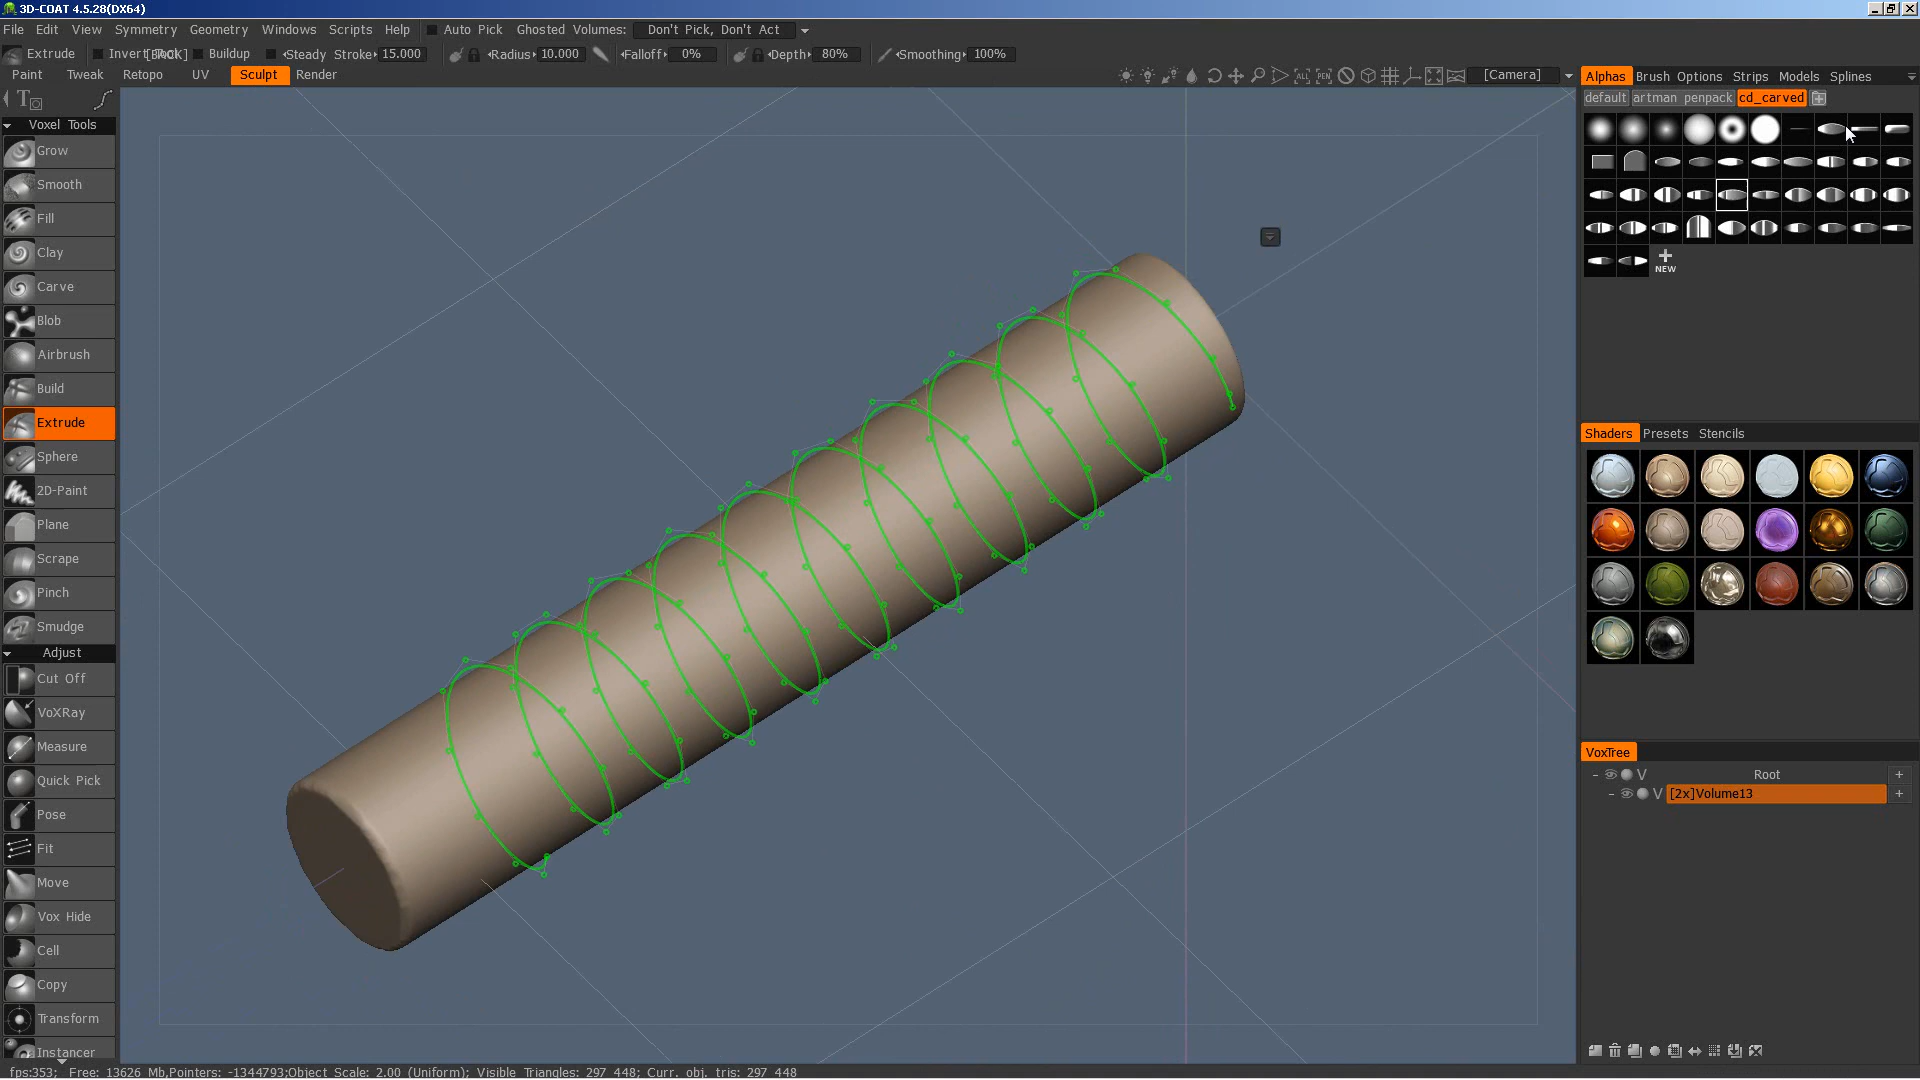 3D-COAT 4.5.28(DX64)
File Edit View Symmetry Geometry Windows Scripts Help Auto Pick Ghosted Volumes: Don't Pick, Don't Act
Extrude Invert Buildup Steady Stroke 15.000 Radius 10.000 Falloff 0% Depth 80% Smoothing 100%
Paint Tweak Retopo UV Sculpt Render [Camera]
Alphas Brush Options Strips Models Splines
default artman penpack cd_carved
Voxel Tools
Grow
Smooth
Fill
Clay
Carve
Blob
Airbrush
Build
Extrude
Sphere
2D-Paint
Plane
Scrape
Pinch
Smudge
Adjust
Cut Off
VoXRay
Measure
Quick Pick
Pose
Fit
Move
Vox Hide
Cell
Copy
Transform
Instancer
NEW
Shaders Presets Stencils
VoxTree
V Root
V [2x]Volume13
ALL PEN
fps:353; Free: 13626 Mb,Pointers: -1344793;Object Scale: 2.00 (Uniform); Visible Triangles: 297 448; Curr. obj. tris: 297 448